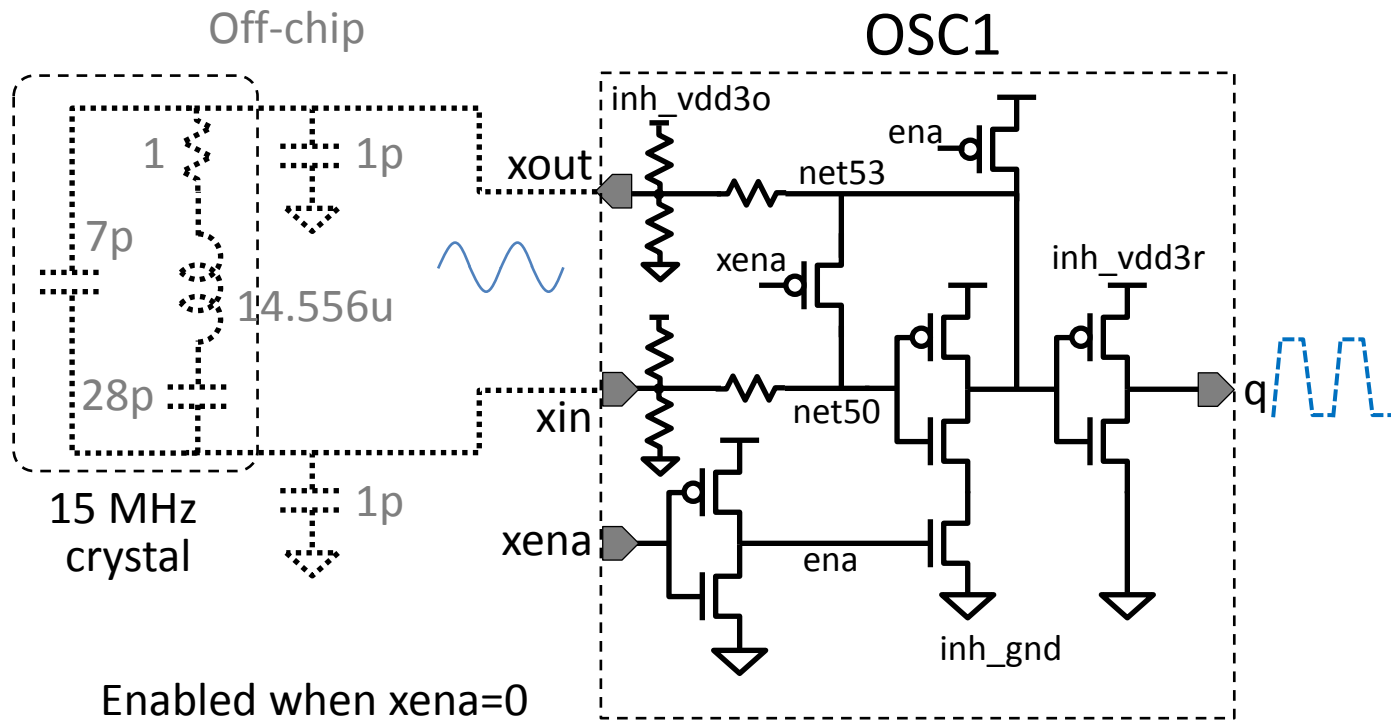 Off-chip
OSC1
inh_vdd3o
ena
1
1p
xout
net53
7p
xena
inh_vdd3r
14.556u
28p
xin
net50
q
15 MHz
crystal
1p
xena
ena
inh_gnd
Enabled when xena=0